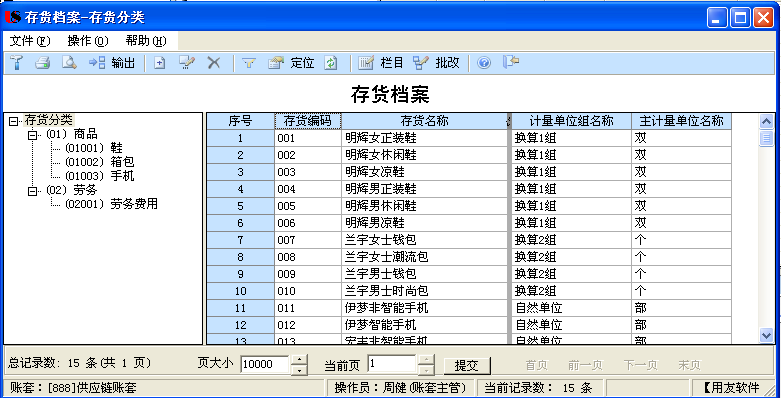 存货档案-存货分类
文件(F) 操作(O) 帮助(H)
输出 定位 栏目 批改
存货档案
存货分类
(01) 商品
(01001) 鞋
(01002) 箱包
(01003) 手机
(02) 劳务
(02001) 劳务费用
序号 存货编码 存货名称 计量单位组名称 主计量单位名称
1 001 明辉女正装鞋 换算1组 双
2 002 明辉女休闲鞋 换算1组 双
3 003 明辉女凉鞋 换算1组 双
4 004 明辉男正装鞋 换算1组 双
5 005 明辉男休闲鞋 换算1组 双
6 006 明辉男凉鞋 换算1组 双
7 007 兰宇女士钱包 换算2组 个
8 008 兰宇女士潮流包 换算2组 个
9 009 兰宇男士钱包 换算2组 个
10 010 兰宇男士时尚包 换算2组 个
11 011 伊梦非智能手机 自然单位 部
12 012 伊梦智能手机 自然单位 部
13 013 宏丰非智能手机 自然单位 部
总记录数: 15 条(共 1 页) 页大小 10000 当前页 1 提交 首页 前一页 下一页 末页
账套: [888]供应链账套 操作员: 周健(账套主管) 当前记录数: 15 条 【用友软件